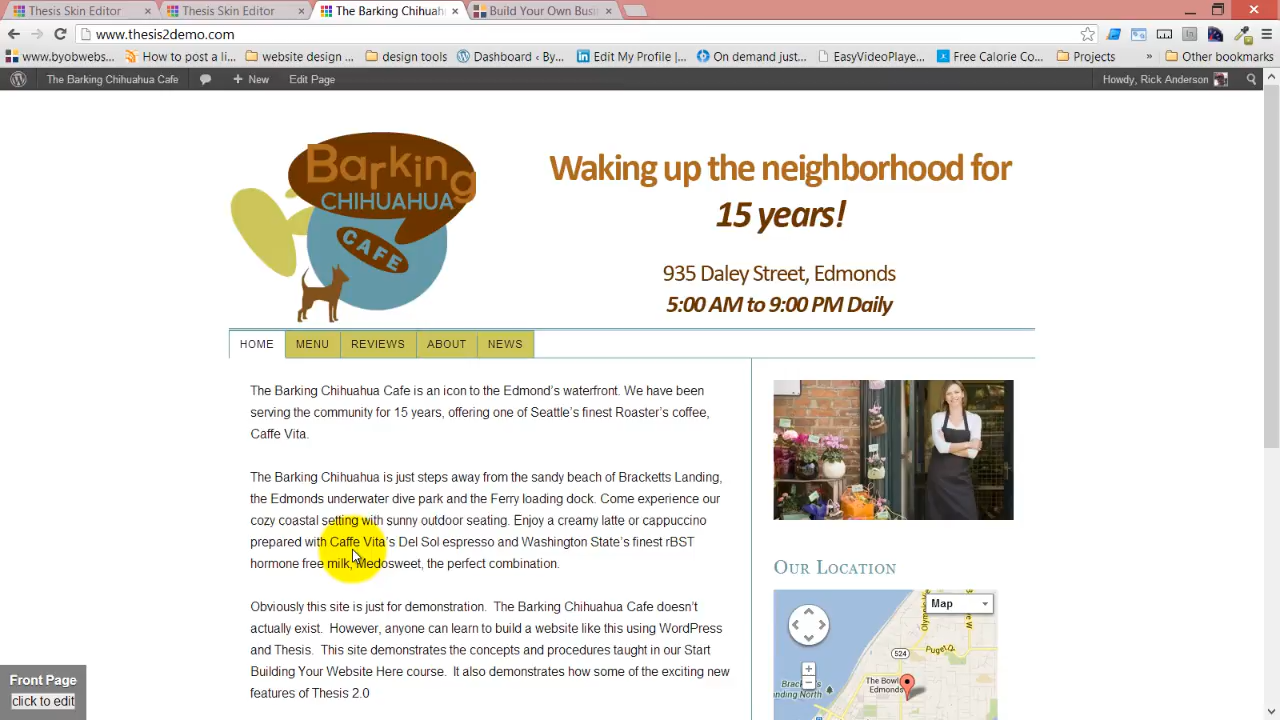 Thesis Skin Editor
Thesis Skin Editor
The Barking Chihuah
Build Your Own Busi
www.thesis2demo.com
www.byobwebs...
How to post a li...
website design ...
design tools
Dashboard ‹ By...
Edit My Profile |...
On demand just...
EasyVideoPlaye...
Free Calorie Co...
Projects
»
Other bookmarks
The Barking Chihuahua Cafe
+ New
Edit Page
Howdy, Rick Anderson
Barking
CHIHUAHUA
CAFE
Waking up the neighborhood for
15 years!
935 Daley Street, Edmonds
5:00 AM to 9:00 PM Daily
HOME
MENU
REVIEWS
ABOUT
NEWS
The Barking Chihuahua Cafe is an icon to the Edmond's waterfront. We have been
serving the community for 15 years, offering one of Seattle's finest Roaster's coffee,
Caffe Vita.
The Barking Chihuahua is just steps away from the sandy beach of Bracketts Landing,
the Edmonds underwater dive park and the Ferry loading dock. Come experience our
cozy coastal setting with sunny outdoor seating. Enjoy a creamy latte or cappuccino
prepared with Caffe Vita's Del Sol espresso and Washington State's finest rBST
hormone free milk, Medosweet, the perfect combination.
Obviously this site is just for demonstration. The Barking Chihuahua Cafe doesn't
actually exist. However, anyone can learn to build a website like this using WordPress
and Thesis. This site demonstrates the concepts and procedures taught in our Start
Building Your Website Here course. It also demonstrates how some of the exciting new
features of Thesis 2.0
Our Location
Map
524
Puget
The Bowl
Edmonds
Olympic
nding North
Front Page
click to edit